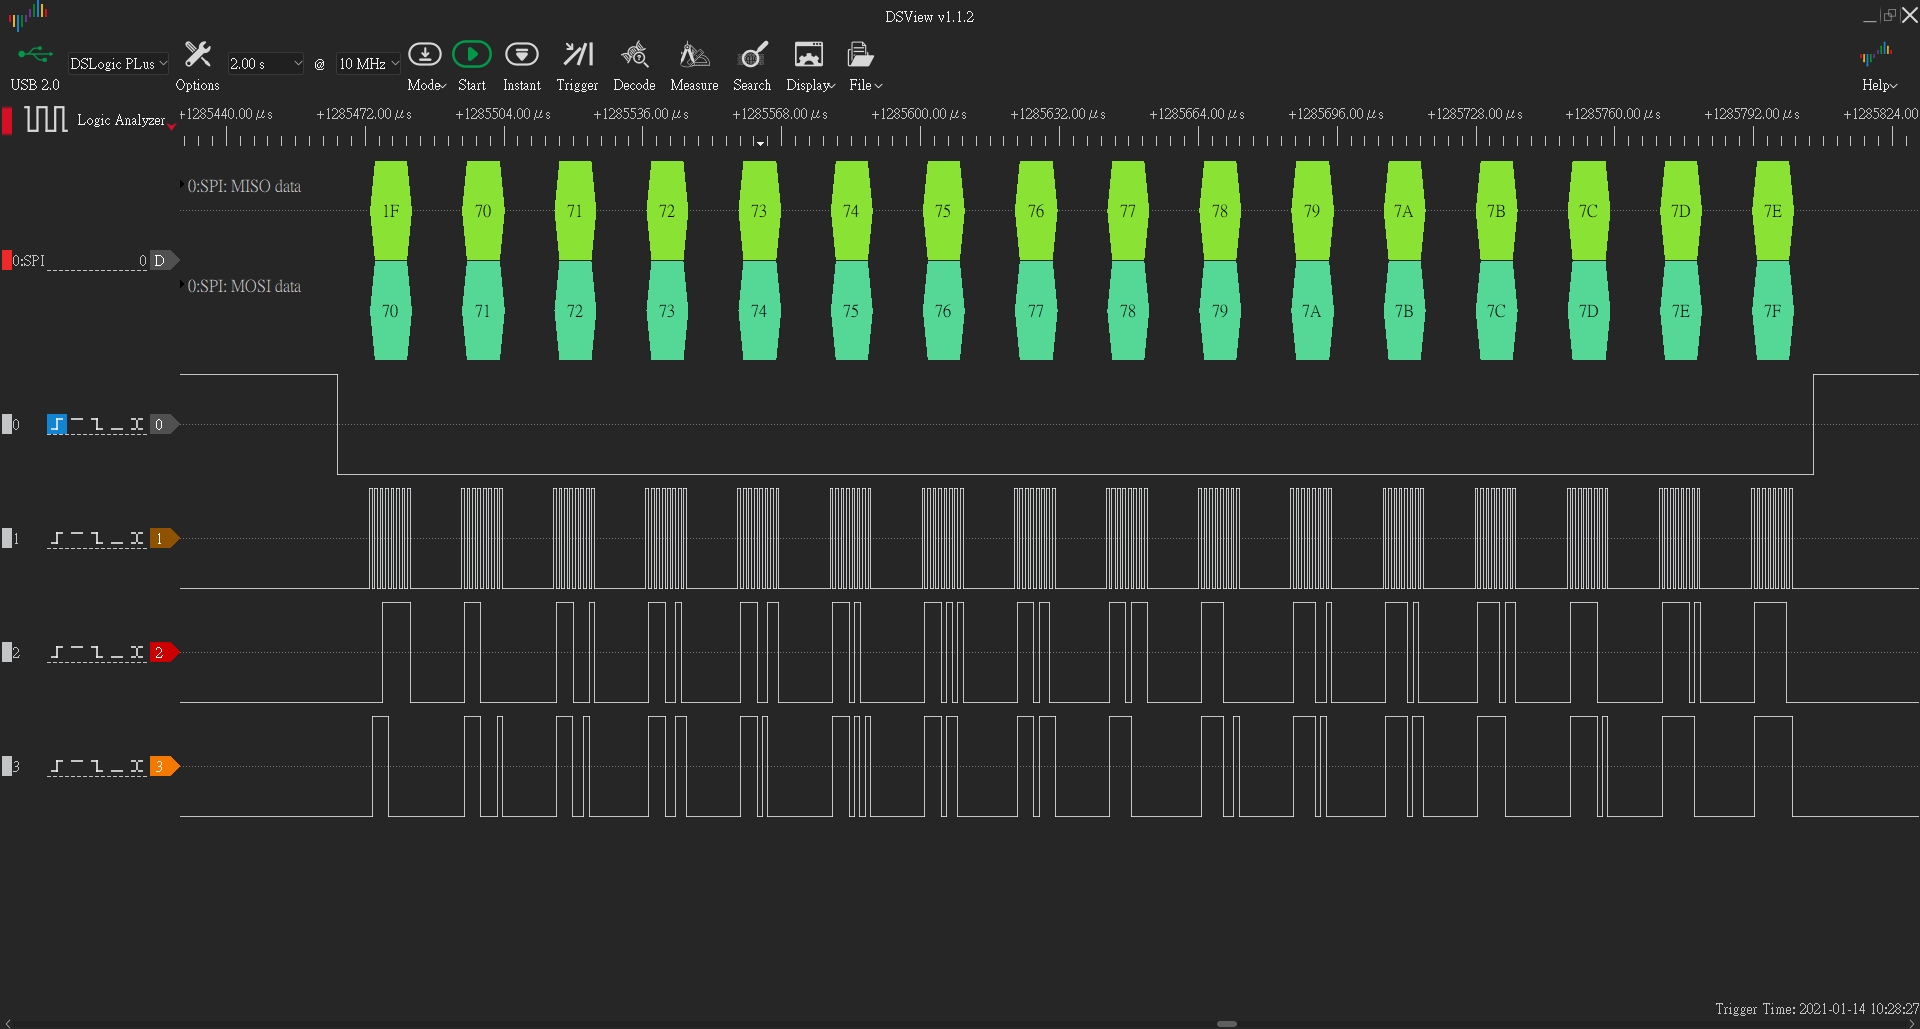 DSView v1.1.2
USB 2.0
DSLogic PLus
Options
2.00 s
@
10 MHz
Mode
Start
Instant
Trigger
Decode
Measure
Search
Display
File
Help
Logic Analyzer
+1285440.00 μs +1285472.00 μs +1285504.00 μs +1285536.00 μs +1285568.00 μs +1285600.00 μs +1285632.00 μs +1285664.00 μs +1285696.00 μs +1285728.00 μs +1285760.00 μs +1285792.00 μs +1285824.00
0:SPI: MISO data
1F 70 71 72 73 74 75 76 77 78 79 7A 7B 7C 7D 7E
0:SPI 0 D
0:SPI: MOSI data
70 71 72 73 74 75 76 77 78 79 7A 7B 7C 7D 7E 7F
0 0
1 1
2 2
3 3
Trigger Time: 2021-01-14 10:28:27